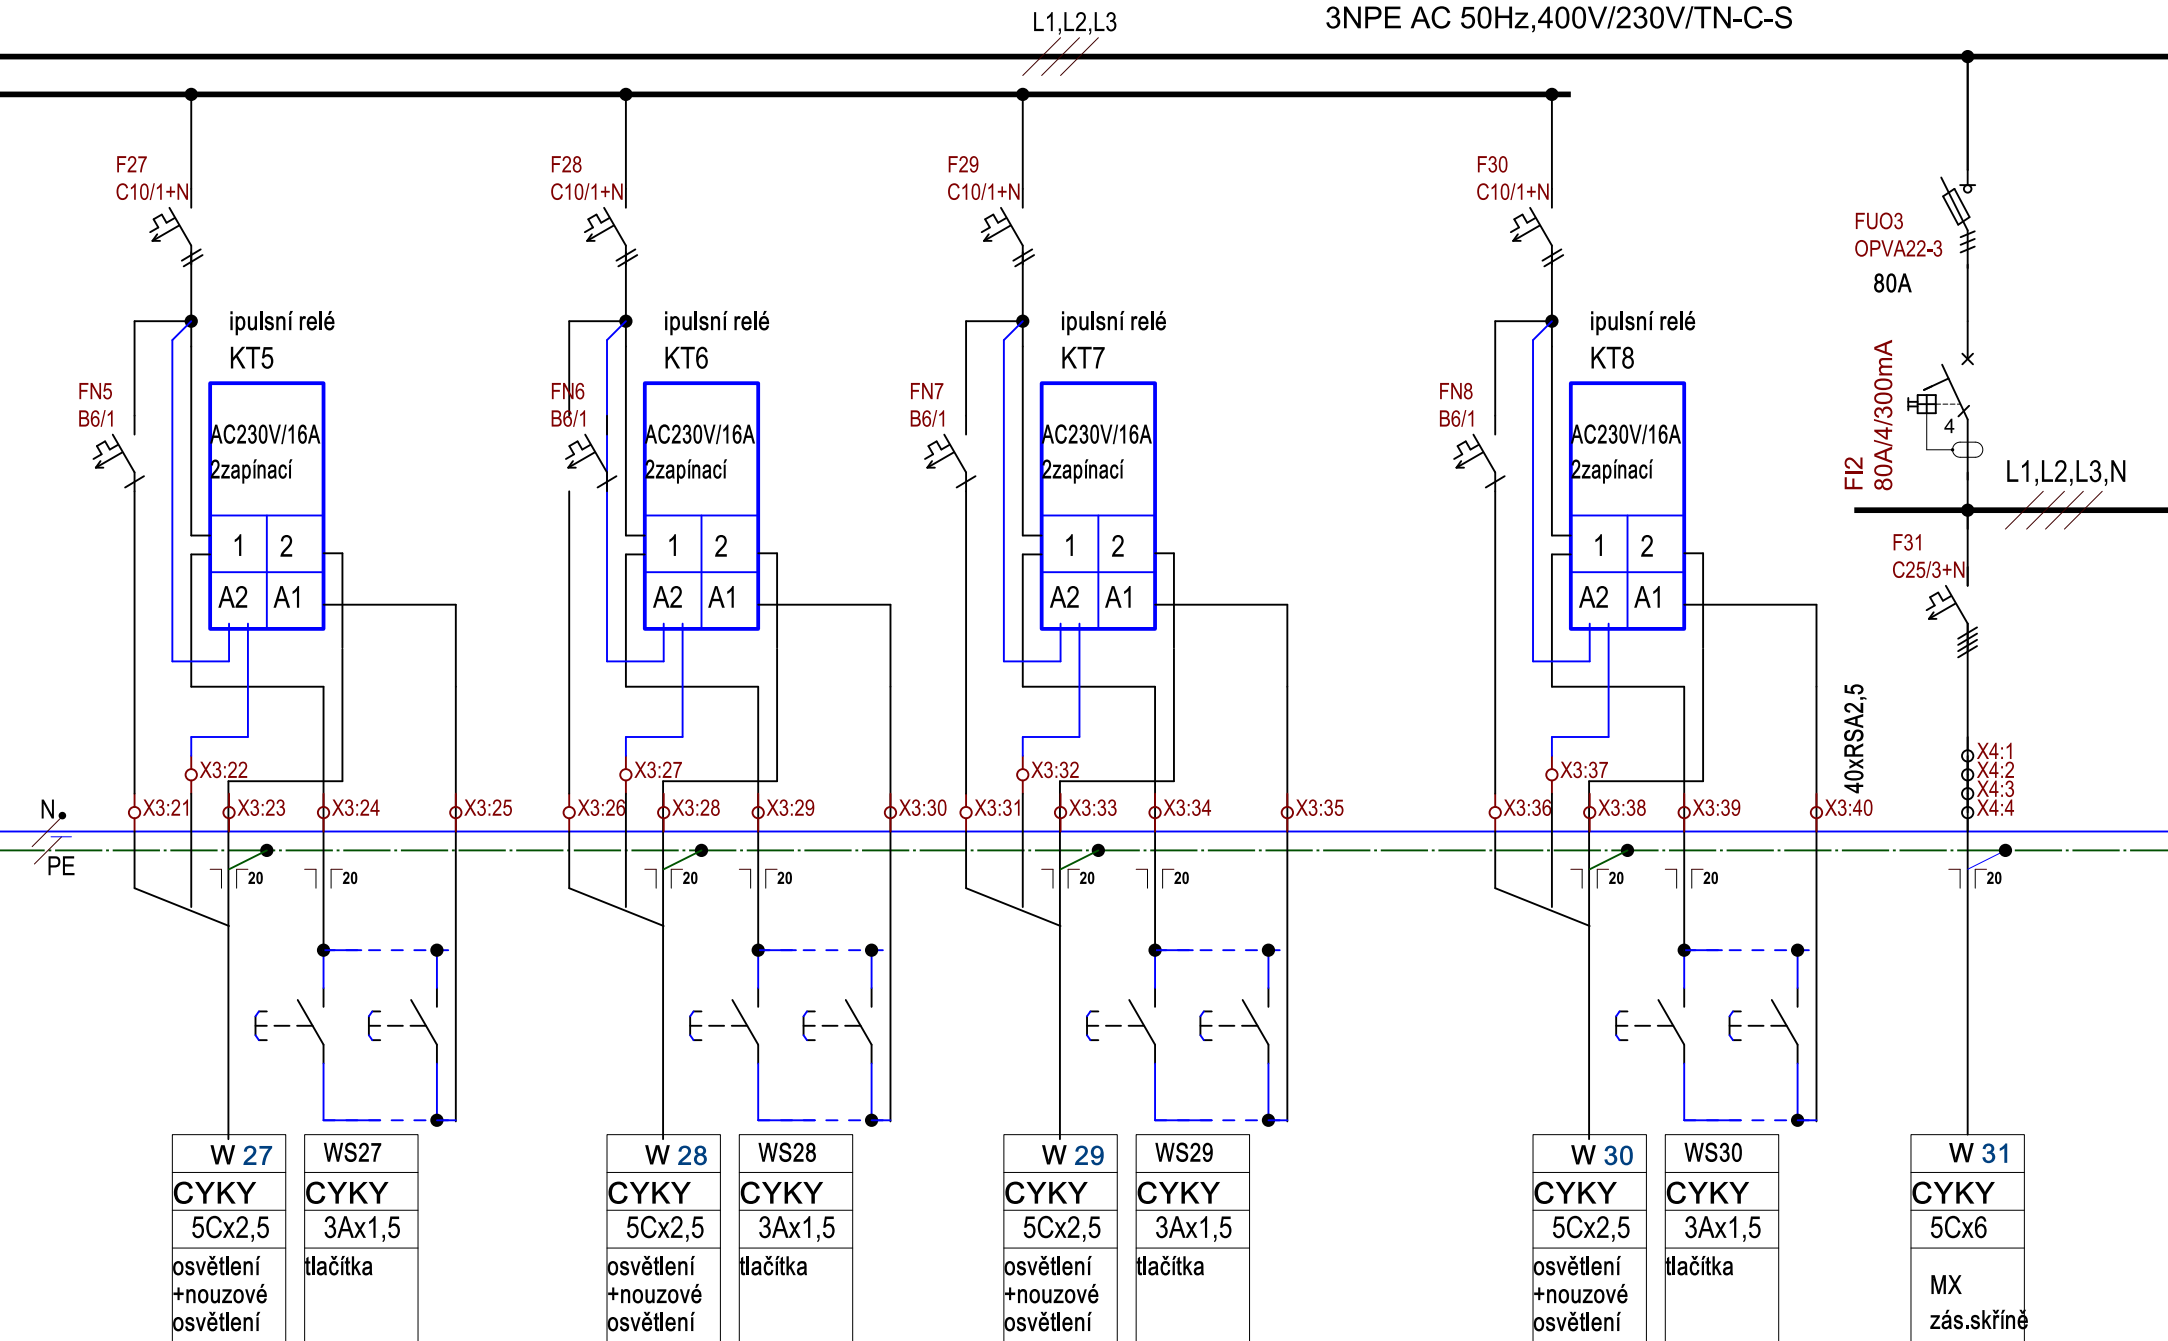 L1,L2,L3
3NPE AC 50Hz,400V/230V/TN-C-S
F27
C10/1+N
F28
C10/1+N
F29
C10/1+N
F30
C10/1+N
FUO3
OPVA22-3
80A
ipulsní relé
KT5
ipulsní relé
KT6
ipulsní relé
KT7
ipulsní relé
KT8
FN5
B6/1
FN6
B6/1
FN7
B6/1
FN8
B6/1
AC230V/16A
2zapínací
1 2
A2 A1
AC230V/16A
2zapínací
1 2
A2 A1
AC230V/16A
2zapínací
1 2
A2 A1
AC230V/16A
2zapínací
1 2
A2 A1
FI2
80A/4/300mA
4
L1,L2,L3,N
F31
C25/3+N
40xRSA2,5
X3:22
X3:27
X3:32
X3:37
X4:1
X4:2
X4:3
X4:4
N
X3:21 X3:23 X3:24 X3:25
X3:26 X3:28 X3:29 X3:30
X3:31 X3:33 X3:34 X3:35
X3:36 X3:38 X3:39 X3:40
PE
20 20 20 20 20 20 20 20 20
W 27
CYKY
5Cx2,5
osvětlení
+nouzové
osvětlení
WS27
CYKY
3Ax1,5
tlačítka
W 28
CYKY
5Cx2,5
osvětlení
+nouzové
osvětlení
WS28
CYKY
3Ax1,5
tlačítka
W 29
CYKY
5Cx2,5
osvětlení
+nouzové
osvětlení
WS29
CYKY
3Ax1,5
tlačítka
W 30
CYKY
5Cx2,5
osvětlení
+nouzové
osvětlení
WS30
CYKY
3Ax1,5
tlačítka
W 31
CYKY
5Cx6
MX
zás.skříně